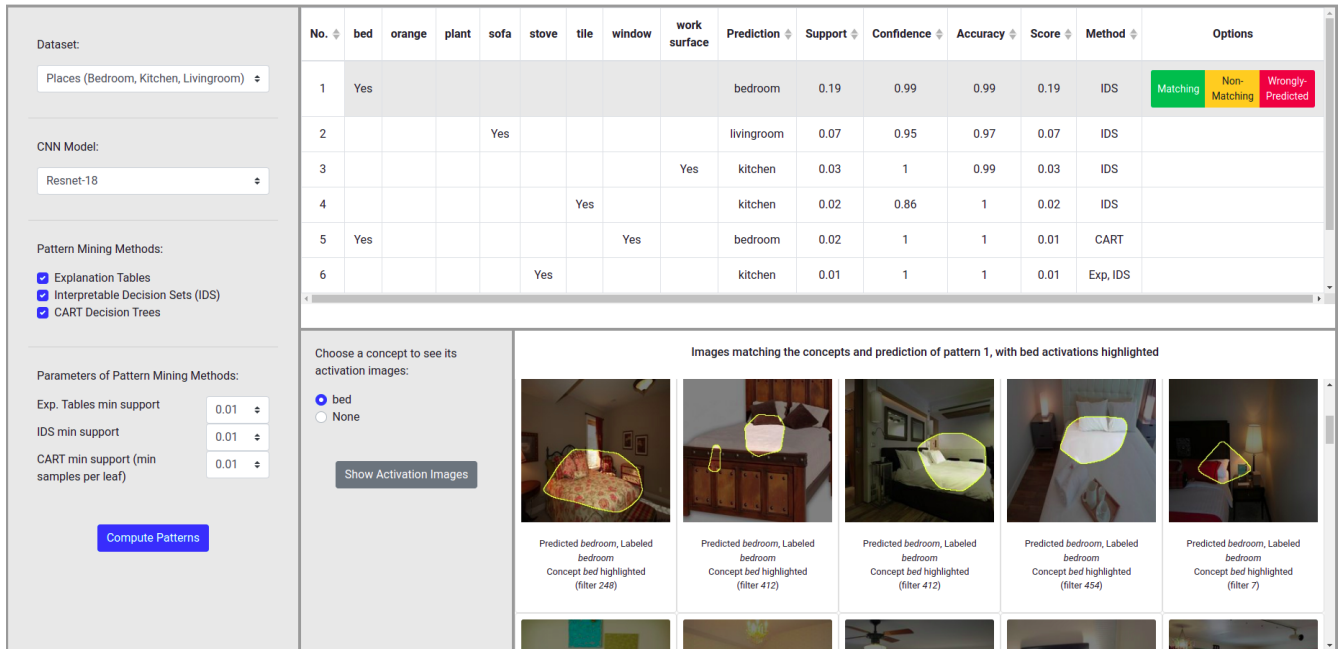 Dataset:
Places (Bedroom, Kitchen, Livingroom)
CNN Model:
Resnet-18
Pattern Mining Methods:
Explanation Tables
Interpretable Decision Sets (IDS)
CART Decision Trees
Parameters of Pattern Mining Methods:
Exp. Tables min support 0.01
IDS min support 0.01
CART min support (min
samples per leaf) 0.01
Compute Patterns
No. bed orange plant sofa stove tile window work surface Prediction Support Confidence Accuracy Score Method Options
1 Yes bedroom 0.19 0.99 0.99 0.19 IDS Matching Non-Matching Wrongly-Predicted
2 Yes livingroom 0.07 0.95 0.97 0.07 IDS
3 Yes kitchen 0.03 1 0.99 0.03 IDS
4 Yes kitchen 0.02 0.86 1 0.02 IDS
5 Yes Yes bedroom 0.02 1 1 0.01 CART
6 Yes kitchen 0.01 1 1 0.01 Exp, IDS
Choose a concept to see its
activation images:
bed
None
Show Activation Images
Images matching the concepts and prediction of pattern 1, with bed activations highlighted
Predicted bedroom, Labeled
bedroom
Concept bed highlighted
(filter 248)
Predicted bedroom, Labeled
bedroom
Concept bed highlighted
(filter 412)
Predicted bedroom, Labeled
bedroom
Concept bed highlighted
(filter 412)
Predicted bedroom, Labeled
bedroom
Concept bed highlighted
(filter 454)
Predicted bedroom, Labeled
bedroom
Concept bed highlighted
(filter 7)